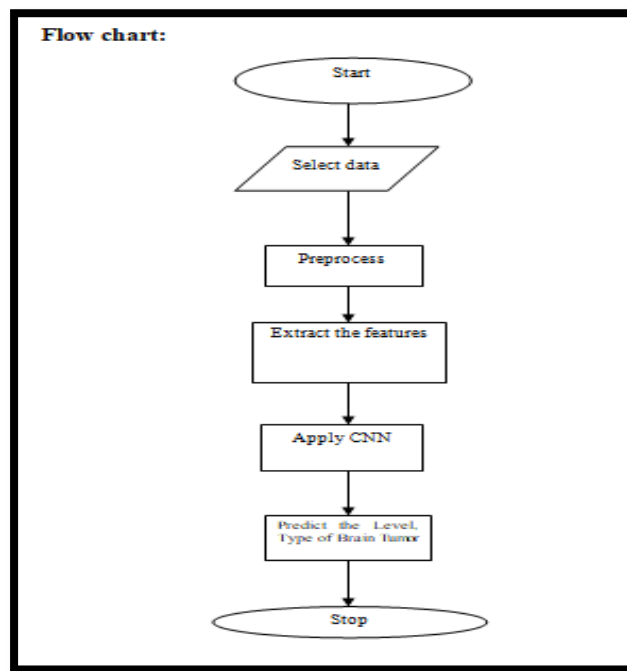 Flow chart:
Start
Select data
Preprocess
Extract the features
Apply CNN
Predict the Level,
Type of Brain Tumor
Stop